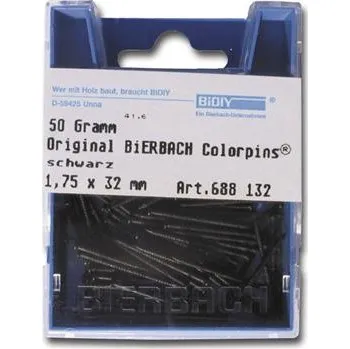 Wer mit Holz baut, braucht BiDIY
D-59425 Unna
BiDIY®
Ein Bierbach-Unternehmen
41.6
50 Gramm
Original BiERBACH Colorpins®
schwarz
1,75 x 32 mm Art.688 132
BIERBACH